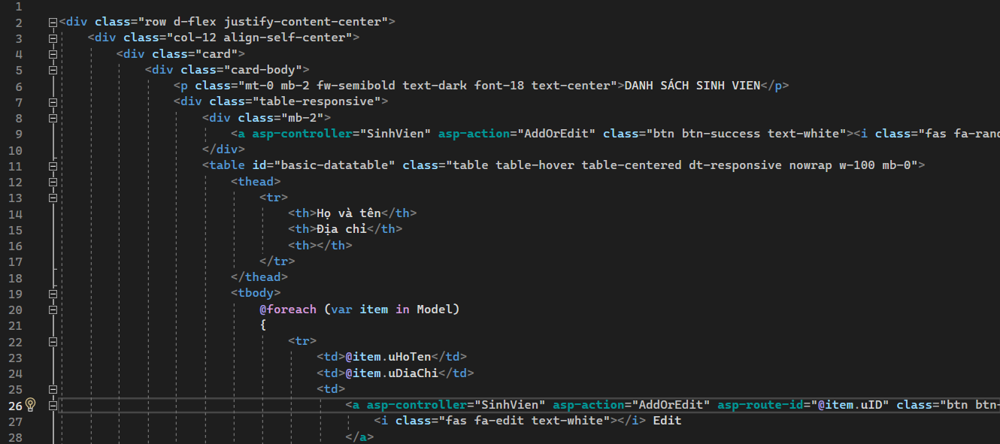 1
2 <div class="row d-flex justify-content-center">
3 <div class="col-12 align-self-center">
4 <div class="card">
5 <div class="card-body">
6 <p class="mt-0 mb-2 fw-semibold text-dark font-18 text-center">DANH SÁCH SINH VIEN</p>
7 <div class="table-responsive">
8 <div class="mb-2">
9 <a asp-controller="SinhVien" asp-action="AddOrEdit" class="btn btn-success text-white"><i class="fas fa-rand
10 </div>
11 <table id="basic-datatable" class="table table-hover table-centered dt-responsive nowrap w-100 mb-0">
12 <thead>
13 <tr>
14 <th>Họ và tên</th>
15 <th>Địa chỉ</th>
16 <th></th>
17 </tr>
18 </thead>
19 <tbody>
20 @foreach (var item in Model)
21 {
22 <tr>
23 <td>@item.uHoTen</td>
24 <td>@item.uDiaChi</td>
25 <td>
26 <a asp-controller="SinhVien" asp-action="AddOrEdit" asp-route-id="@item.uID" class="btn btn-
27 <i class="fas fa-edit text-white"></i> Edit
28 </a>